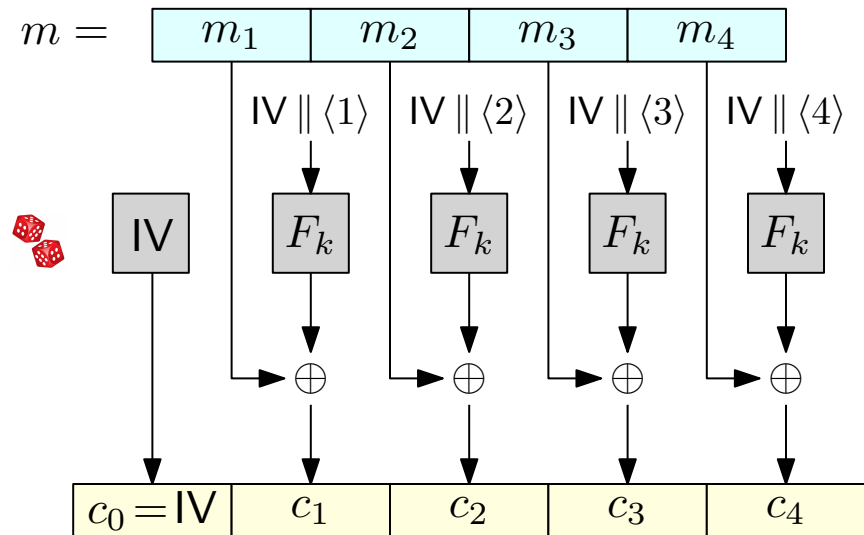 m = m₁ m₂ m₃ m₄
IV ∥ ⟨1⟩ IV ∥ ⟨2⟩ IV ∥ ⟨3⟩ IV ∥ ⟨4⟩
IV Fₖ Fₖ Fₖ Fₖ
⊕ ⊕ ⊕ ⊕
c₀ = IV c₁ c₂ c₃ c₄